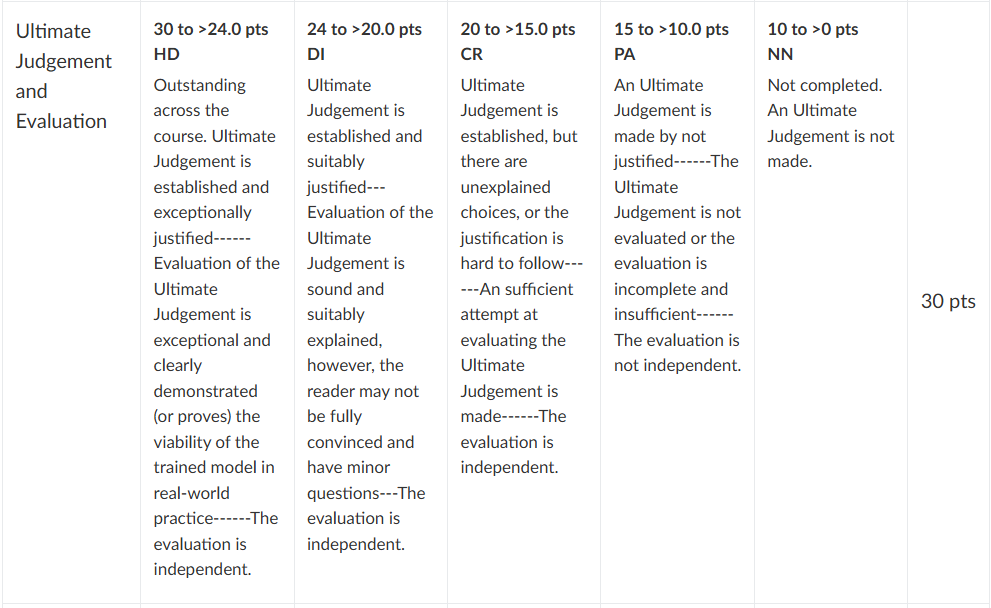 Ultimate
Judgement
and
Evaluation
30 to >24.0 pts
HD
Outstanding
across the
course. Ultimate
Judgement is
established and
exceptionally
justified------
Evaluation of the
Ultimate
Judgement is
exceptional and
clearly
demonstrated
(or proves) the
viability of the
trained model in
real-world
practice------The
evaluation is
independent.
24 to >20.0 pts
DI
Ultimate
Judgement is
established and
suitably
justified---
Evaluation of the
Ultimate
Judgement is
sound and
suitably
explained,
however, the
reader may not
be fully
convinced and
have minor
questions---The
evaluation is
independent.
20 to >15.0 pts
CR
Ultimate
Judgement is
established, but
there are
unexplained
choices, or the
justification is
hard to follow---
---An sufficient
attempt at
evaluating the
Ultimate
Judgement is
made------The
evaluation is
independent.
15 to >10.0 pts
PA
An Ultimate
Judgement is
made by not
justified------The
Ultimate
Judgement is not
evaluated or the
evaluation is
incomplete and
insufficient------
The evaluation is
not independent.
10 to >0 pts
NN
Not completed.
An Ultimate
Judgement is not
made.
30 pts